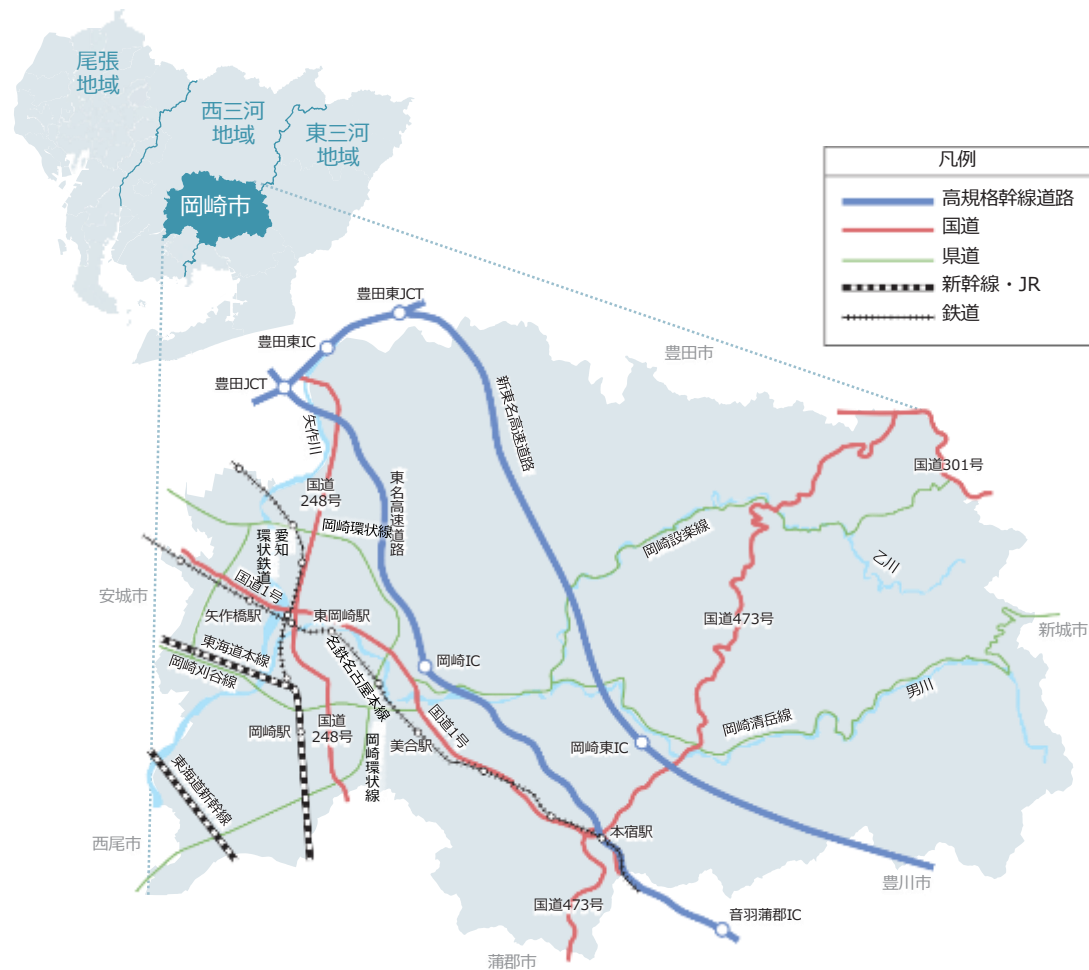 尾張
地域
西三河
地域
東三河
地域
岡崎市
凡例
高規格幹線道路
国道
県道
新幹線・JR
鉄道
豊田東JCT
豊田東IC
豊田市
豊田JCT
新東名高速道路
矢作川
国道301号
東名高速道路
国道
248号
岡崎環状線
愛知
環状鉄道
岡崎設楽線
乙川
国道1号
安城市
矢作橋駅
東岡崎駅
国道473号
新城市
東海道本線
岡崎刈谷線
名鉄名古屋本線
岡崎IC
男川
岡崎清岳線
国道1号
岡崎駅
国道
248号
岡崎環状線
美合駅
岡崎東IC
東海道新幹線
本宿駅
西尾市
豊川市
国道473号
音羽蒲郡IC
蒲郡市